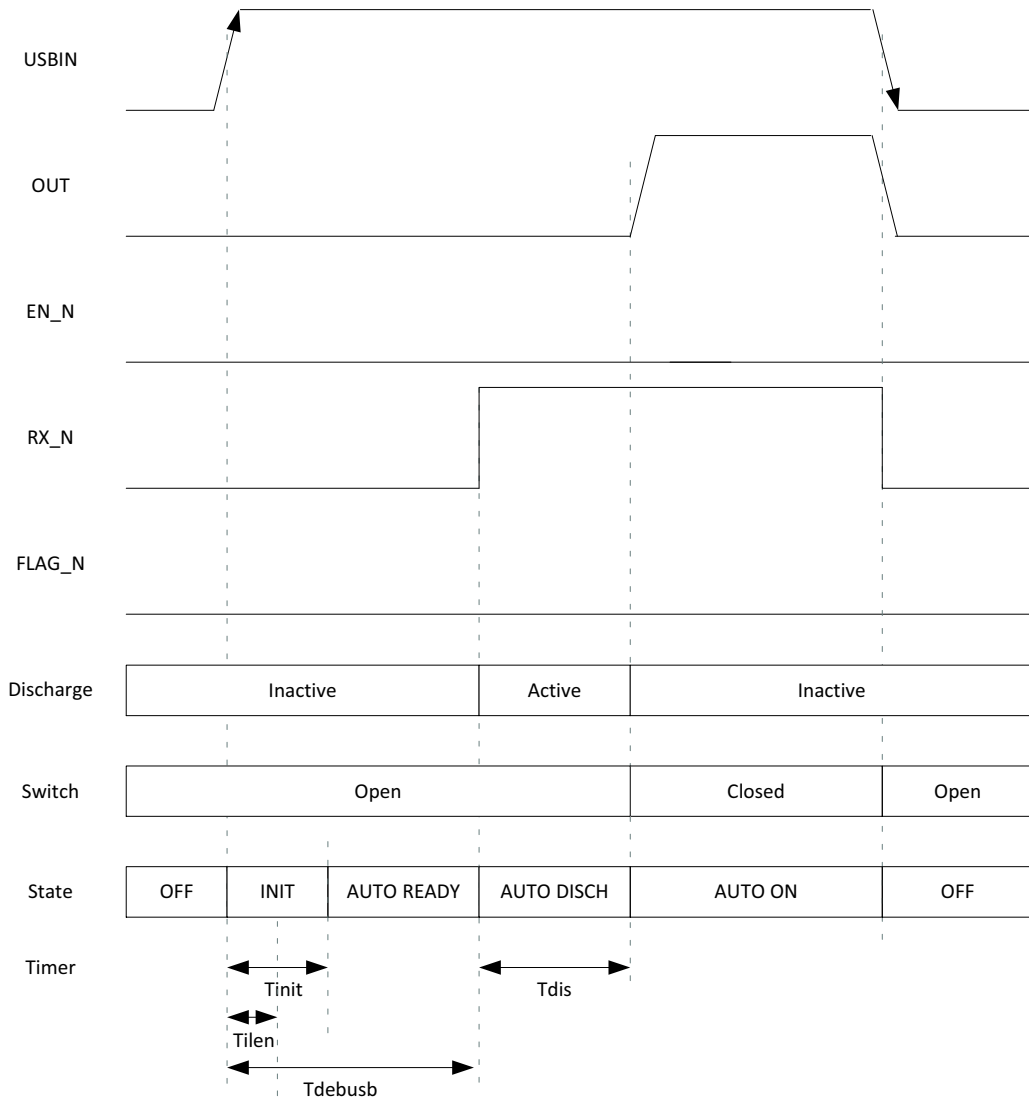 USBIN
OUT
EN_N
RX_N
FLAG_N
Discharge Inactive Active Inactive
Switch Open Closed Open
State OFF INIT AUTO READY AUTO DISCH AUTO ON OFF
Timer
Tinit Tdis
Tilen
Tdebusb